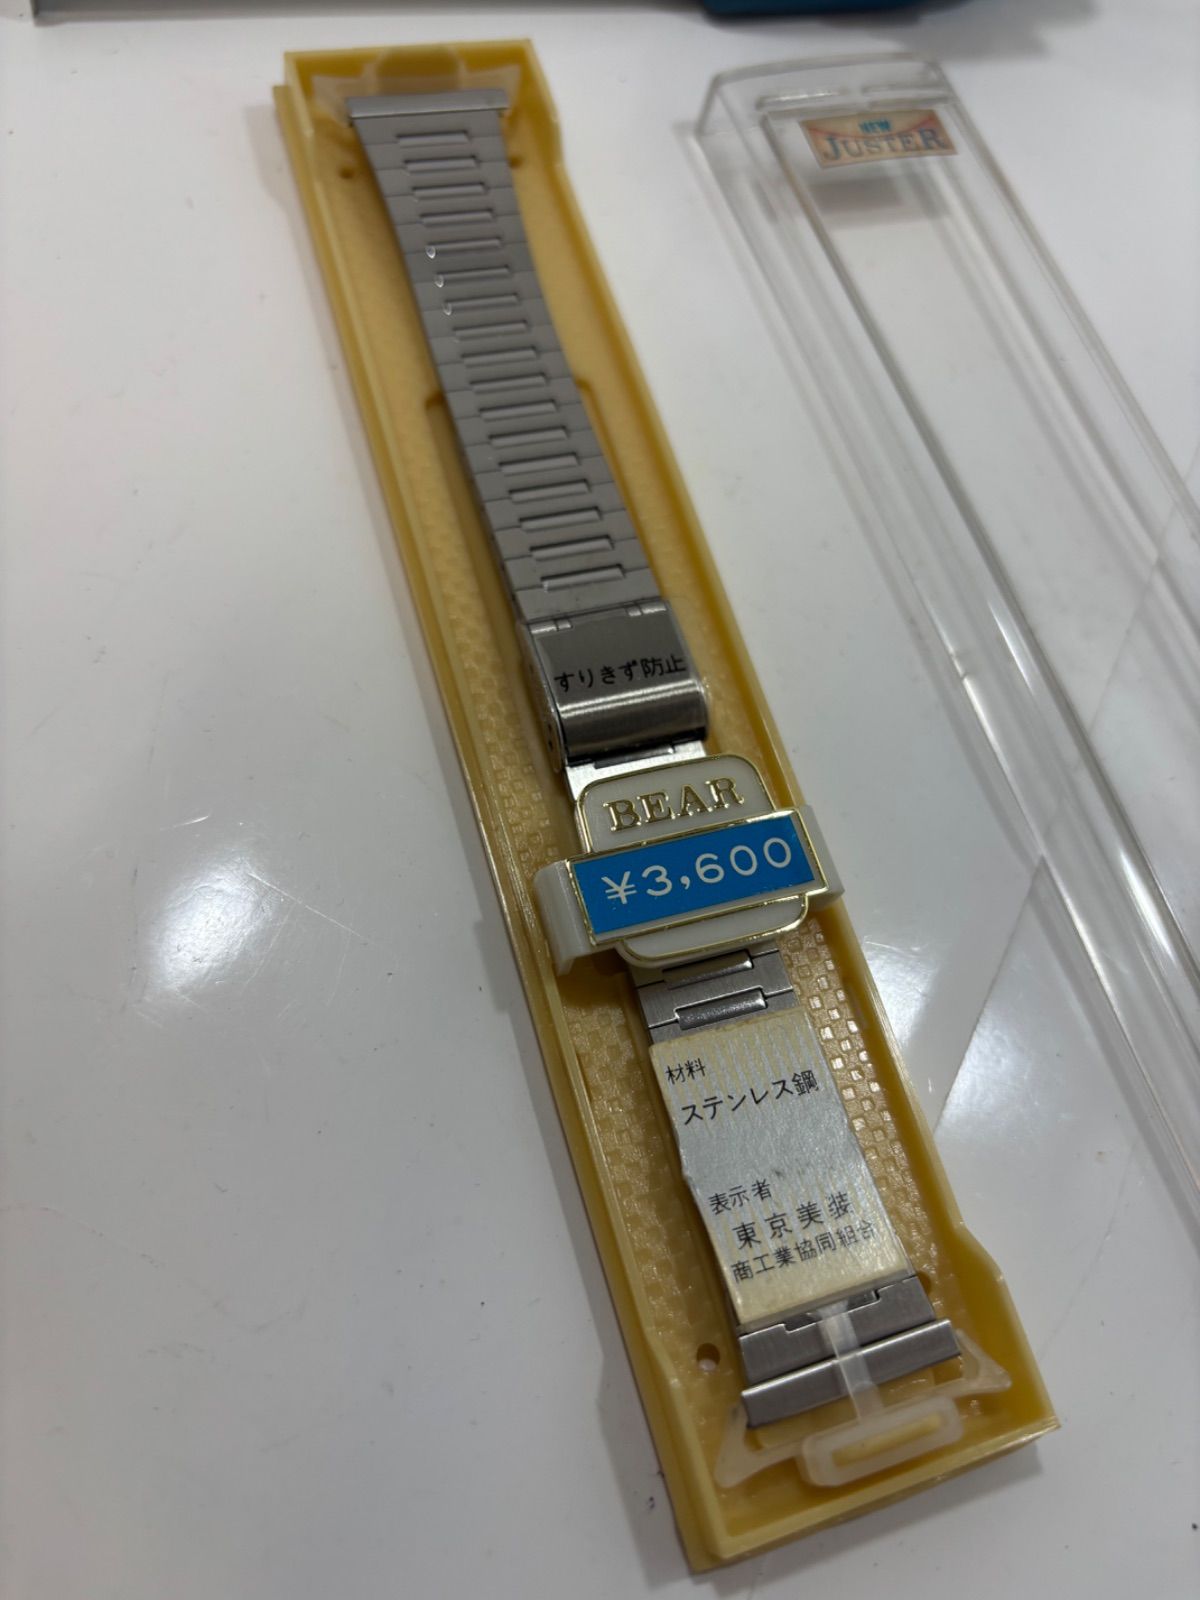 NEW
JUSTER
すりきず防止
BEAR
¥3,600
材料
ステンレス鋼
表示者
東京美装
商工業協同組合